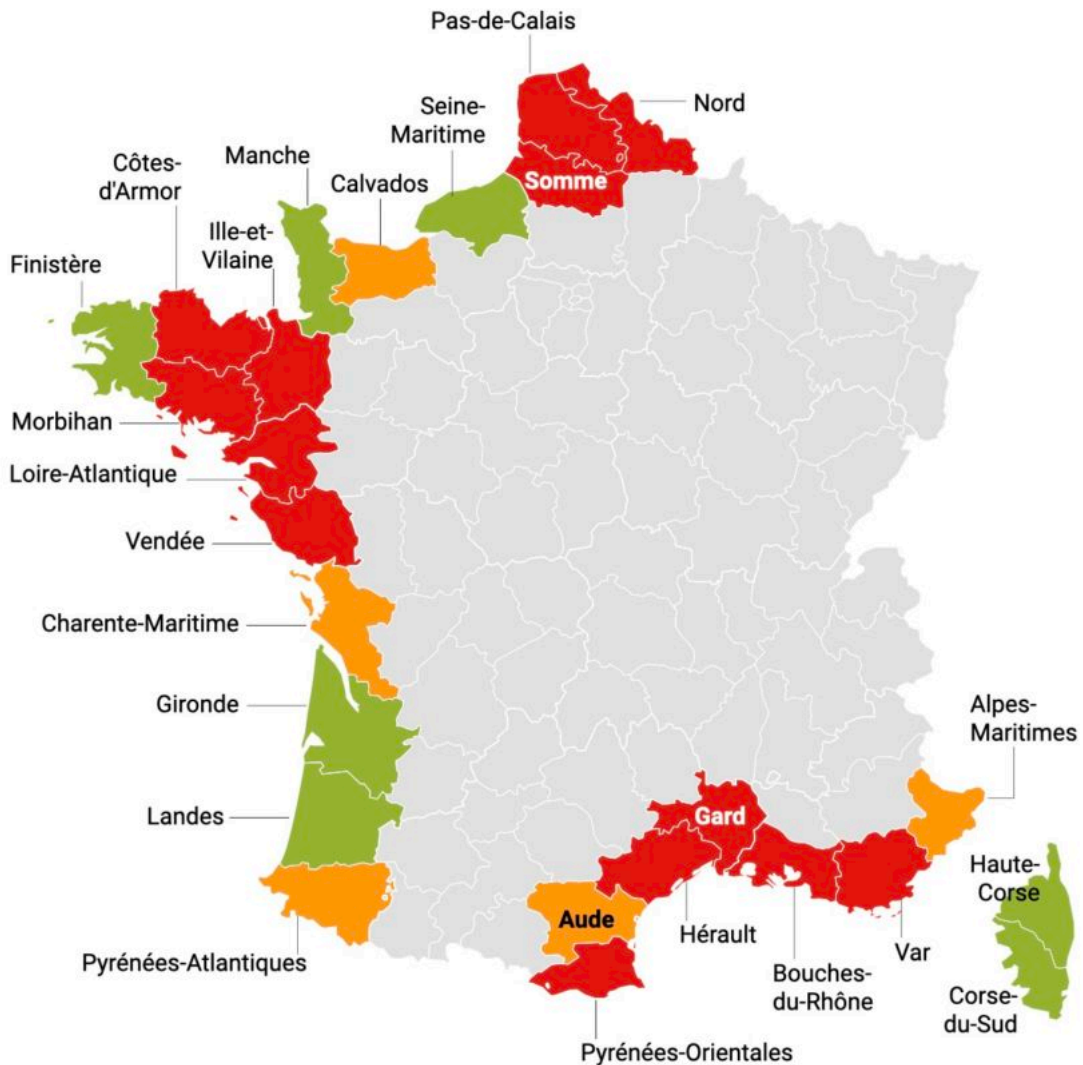 Pas-de-Calais
Nord
Seine-
Maritime
Somme
Manche
Calvados
Côtes-
d'Armor
Ille-et-
Vilaine
Finistère
Morbihan
Loire-Atlantique
Vendée
Charente-Maritime
Gironde
Landes
Pyrénées-Atlantiques
Alpes-
Maritimes
Gard
Haute-
Corse
Aude
Hérault
Var
Bouches-
du-Rhône
Corse-
du-Sud
Pyrénées-Orientales